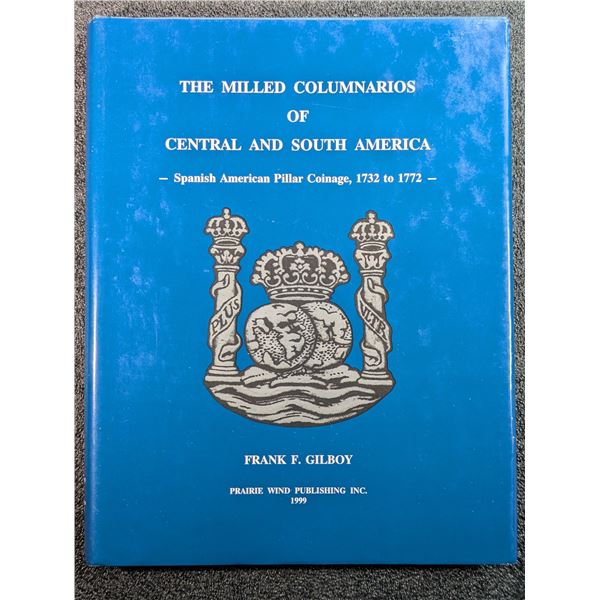 THE MILLED COLUMNARIOS
OF
CENTRAL AND SOUTH AMERICA
— Spanish American Pillar Coinage, 1732 to 1772 —
PLUS
VLTR
FRANK F. GILBOY
PRAIRIE WIND PUBLISHING INC.
1999